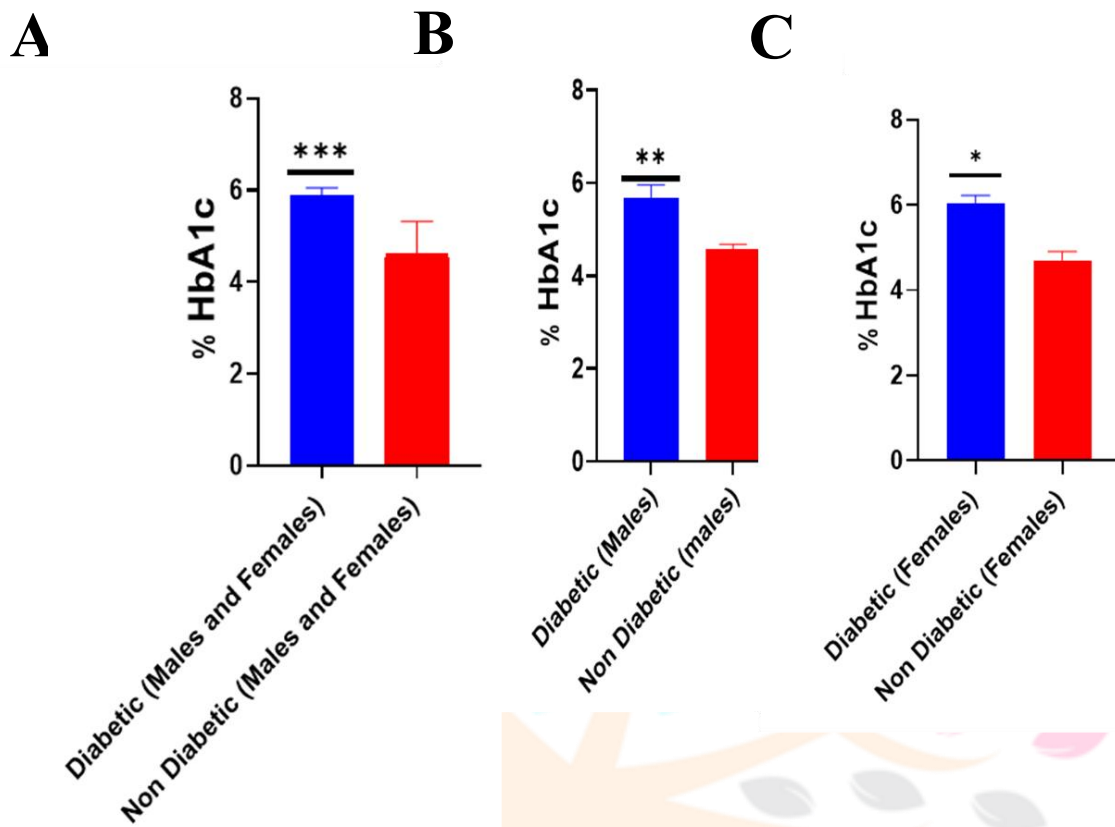 A
B
C
% HbA1c
8
6
4
2
0
***
Diabetic (Males and Females)
Non Diabetic (Males and Females)
% HbA1c
8
6
4
2
0
**
Diabetic (Males)
Non Diabetic (males)
% HbA1c
8
6
4
2
0
*
Diabetic (Females)
Non Diabetic (Females)